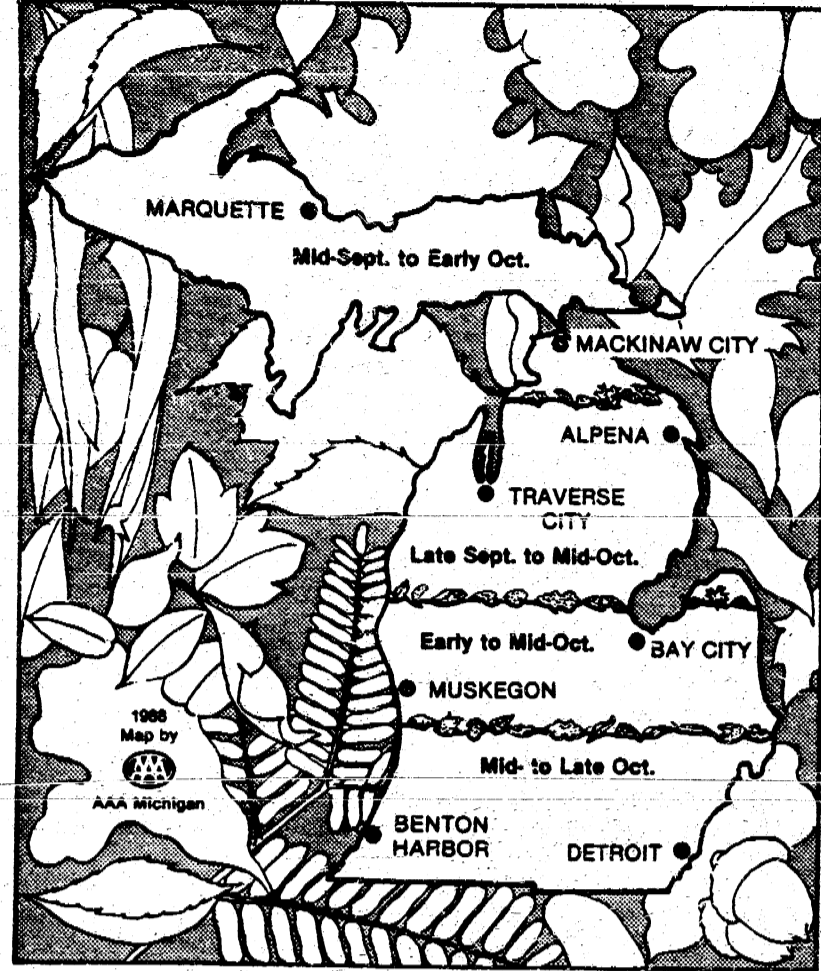 MARQUETTE
Mid-Sept. to Early Oct.
MACKINAW CITY
ALPENA
TRAVERSE
CITY
Late Sept. to Mid-Oct.
Early to Mid-Oct.
BAY CITY
MUSKEGON
1988
Map by
AAA
AAA Michigan
Mid- to Late Oct.
BENTON
HARBOR
DETROIT